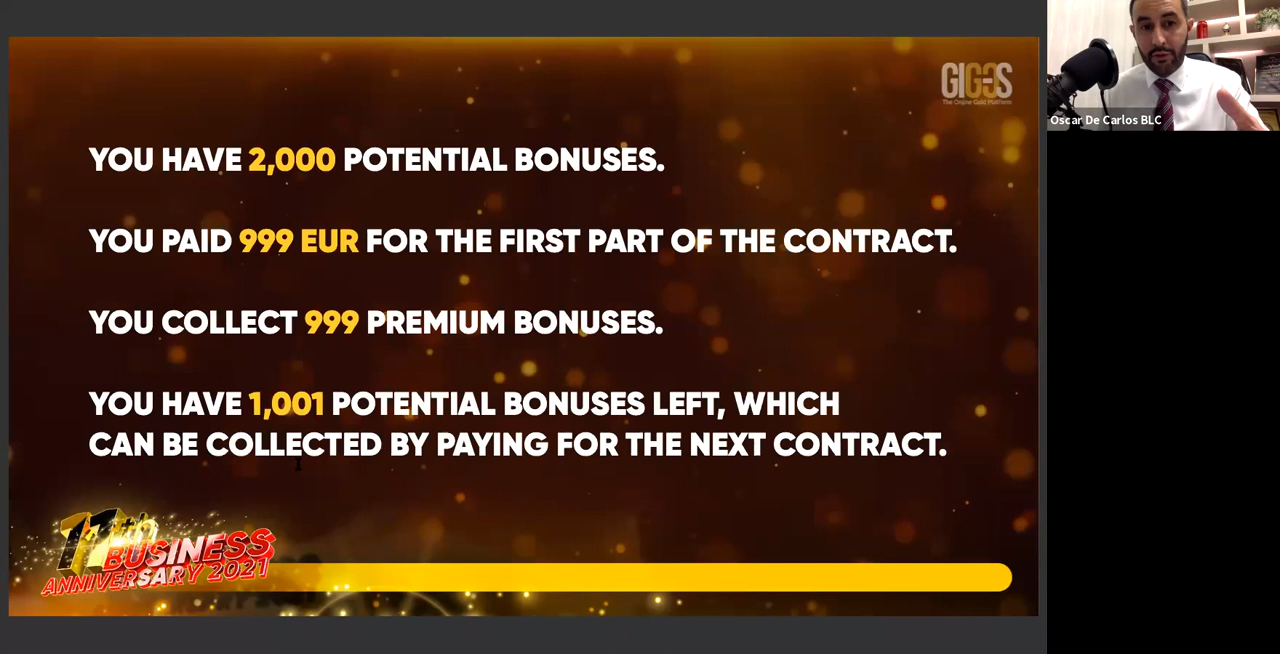 GIGOS
The Online Gold Platform
Oscar De Carlos BLC
YOU HAVE 2,000 POTENTIAL BONUSES.
YOU PAID 999 EUR FOR THE FIRST PART OF THE CONTRACT.
YOU COLLECT 999 PREMIUM BONUSES.
YOU HAVE 1,001 POTENTIAL BONUSES LEFT, WHICH
CAN BE COLLECTED BY PAYING FOR THE NEXT CONTRACT.
11th
BUSINESS
ANNIVERSARY 2021